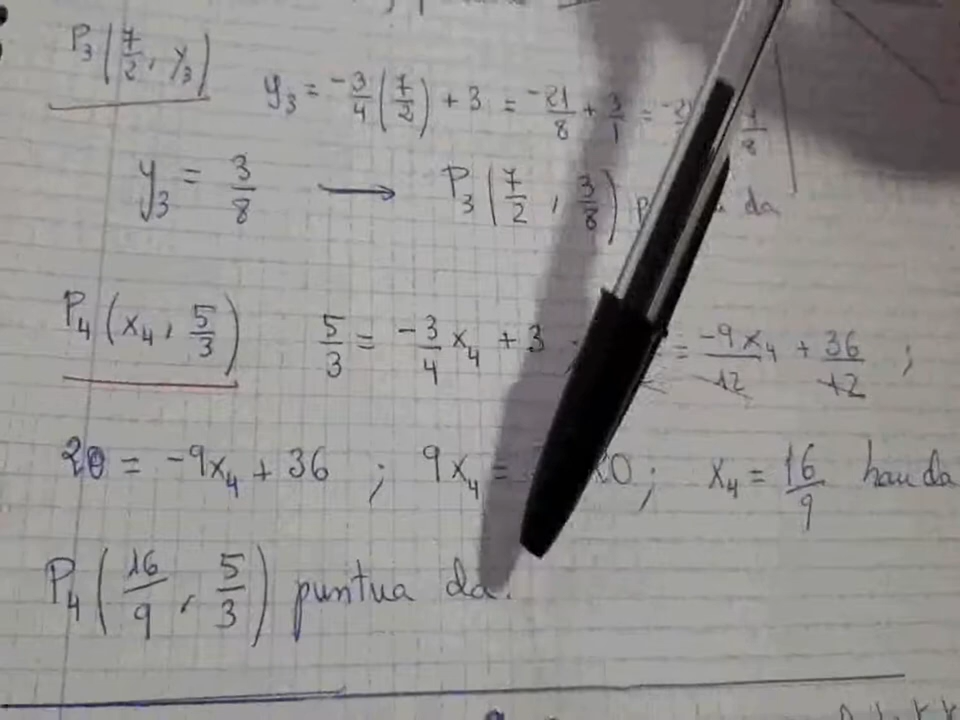 P₃(7/2, y₃)
y₃ = -3/4 (7/2) + 3 = -21/8 + 3/1 =
y₃ = 3/8 → P₃(7/2, 3/8) da
P₄(x₄, 5/3) 5/3 = -3/4 x₄ + 3 = -9x₄/12 + 36/12 ;
20 = -9x₄ + 36 ; 9x₄ = ; x₄ = 16/9 hau da
P₄(16/9, 5/3) puntua da.